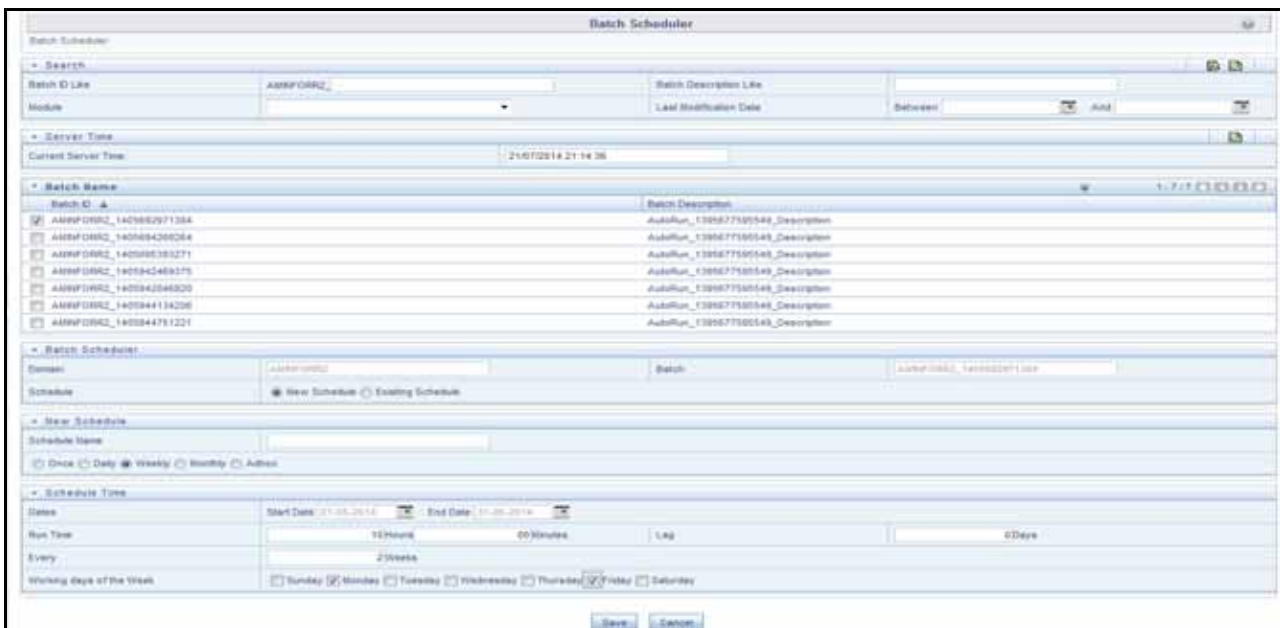 Batch Scheduler
Batch Scheduler
Search
Batch ID Like
Batch Description Like
Module
Last Modification Date Between And
Server Time
Current Server Time 21/07/2014 21:14:36
Batch Name
Batch ID Batch Description
AutoRun_1395677595549_Description
AutoRun_1395677595549_Description
AutoRun_1395677595549_Description
AutoRun_1395677595549_Description
AutoRun_1395677595549_Description
AutoRun_1395677595549_Description
AutoRun_1395677595549_Description
Batch Scheduler
Domain Batch
Schedule New Schedule Existing Schedule
New Schedule
Schedule Name
Once Daily Weekly Monthly Adhoc
Schedule Time
Dates Start Date End Date
Run Time 10 Hours 00 Minutes Lag 0 Days
Every 2 Weeks
Working days of the Week Sunday Monday Tuesday Wednesday Thursday Friday Saturday
Save Cancel